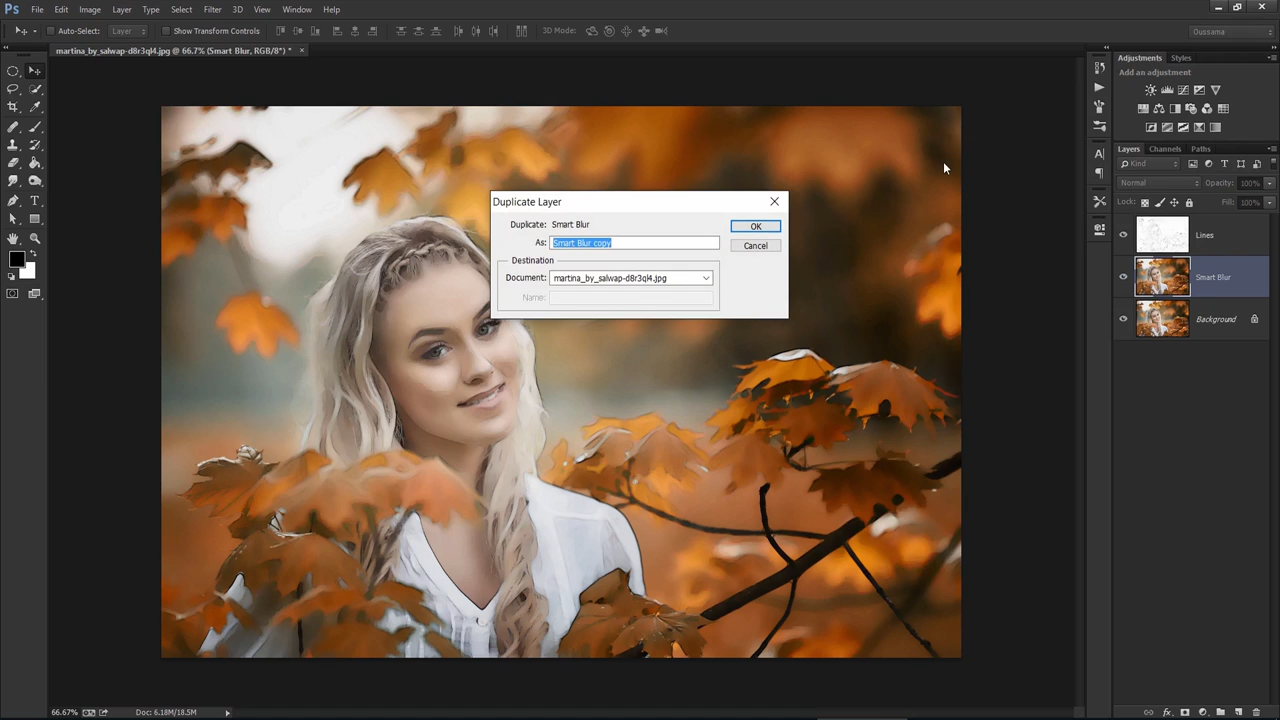 Ps File Edit Image Layer Type Select Filter 3D View Window Help
Auto-Select: Layer Show Transform Controls 3D Mode: Oussama
martina_by_salwap-d8r3ql4.jpg @ 66.7% (Smart Blur, RGB/8*) * ×
Adjustments Styles
Add an adjustment
Layers Channels Paths
Kind
Normal Opacity: 100%
Lock: Fill: 100%
Lines
Smart Blur
Background
Duplicate Layer
Duplicate: Smart Blur OK
As: Smart Blur copy Cancel
Destination
Document: martina_by_salwap-d8r3ql4.jpg
Name:
66.67% Doc: 6.18M/18.5M